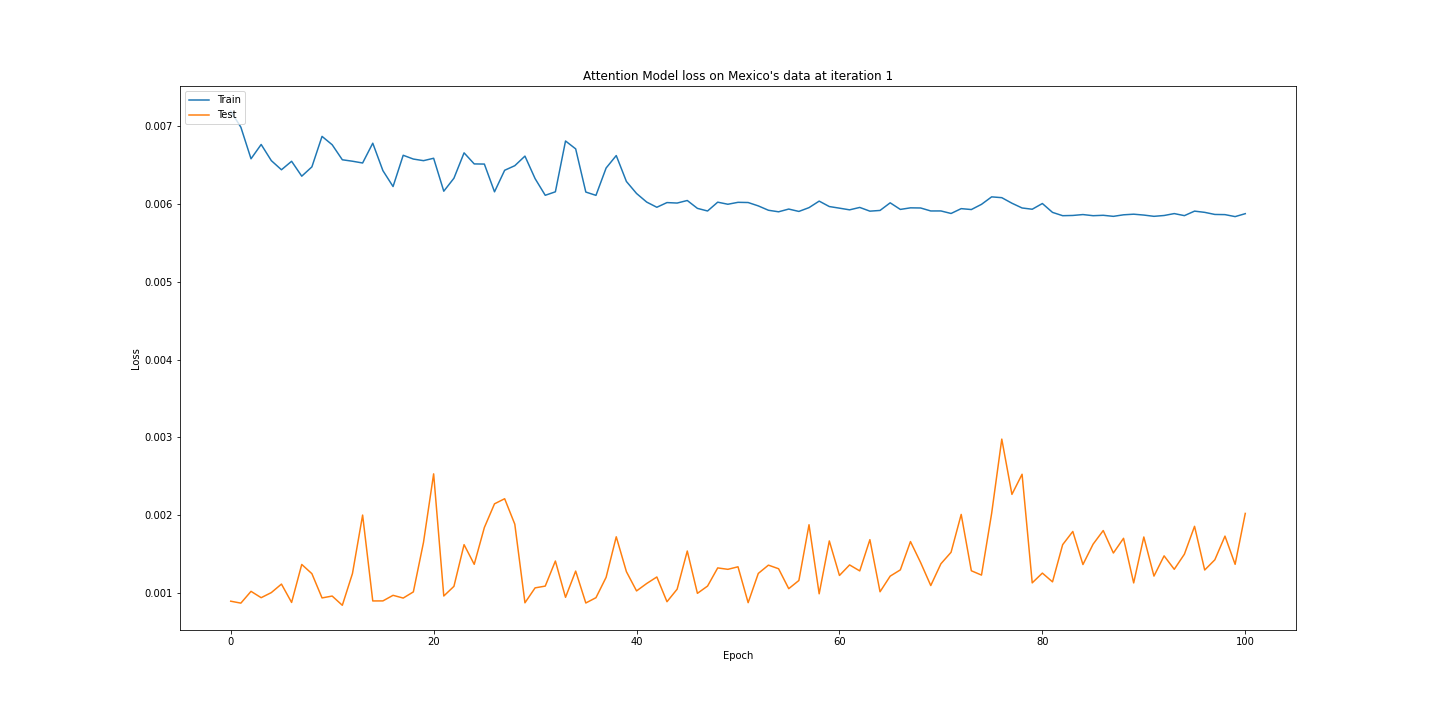 Attention Model loss on Mexico's data at iteration 1
Train
Test
0.007
0.006
0.005
0.004
0.003
0.002
0.001
Loss
0 20 40 60 80 100
Epoch